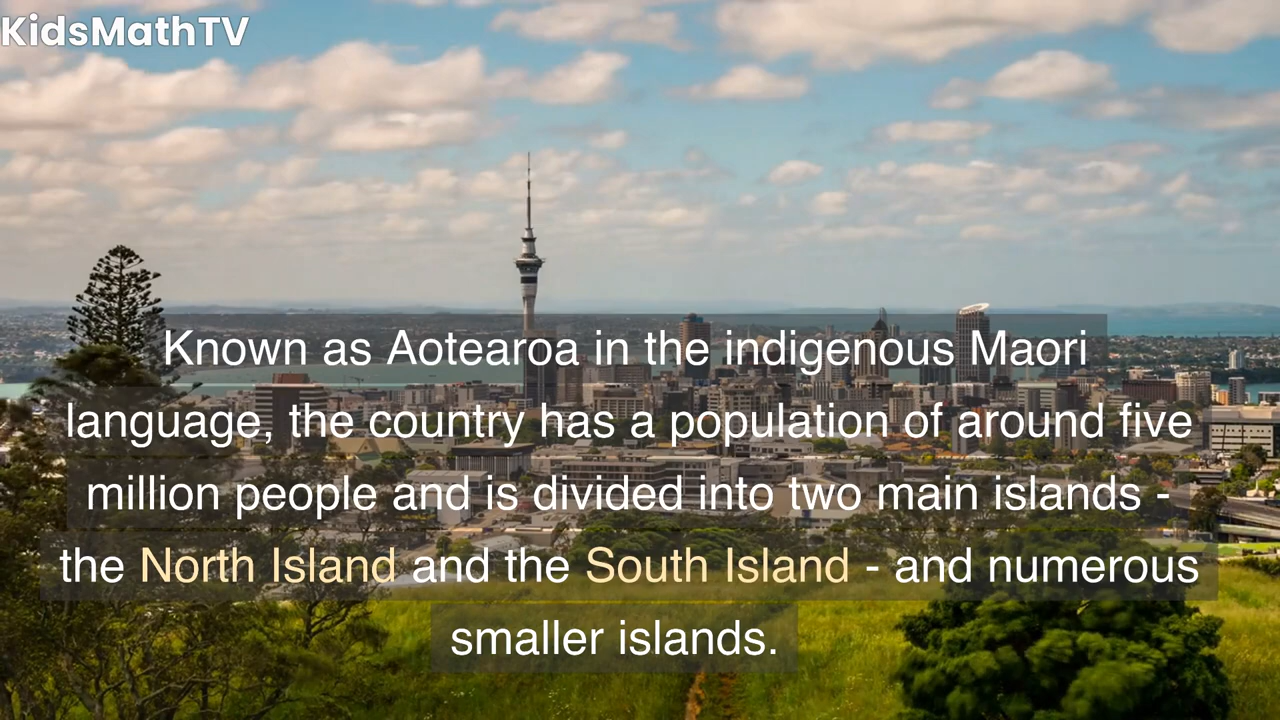 KidsMathTV
Known as Aotearoa in the indigenous Maori
language, the country has a population of around five
million people and is divided into two main islands -
the North Island and the South Island - and numerous
smaller islands.